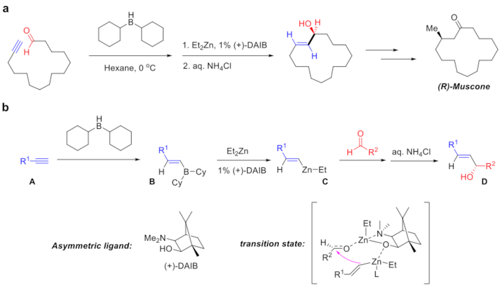 a
H
B
O
H
Hexane, 0 °C
1. Et₂Zn, 1% (+)-DAIB
2. aq. NH₄Cl
HO H
H
H
Me
O
(R)-Muscone
b
H
B
R¹
A
R¹
B
Cy
Cy
B
Et₂Zn
1% (+)-DAIB
R¹
Zn-Et
C
O
H R²
aq. NH₄Cl
R¹
H
R²
HO H
D
Asymmetric ligand:
Me₂N
HO
(+)-DAIB
transition state:
Et
H
O
Zn
N
R²
O
Zn
Et
R¹
L